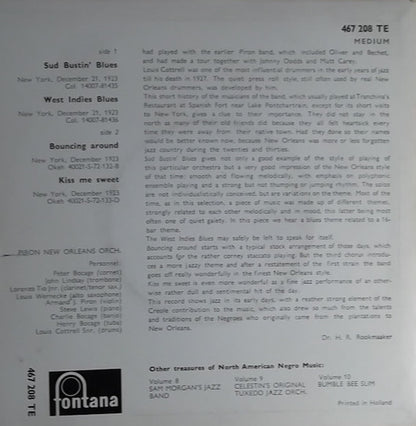 467 208 TE
MEDIUM
side 1
Sud Bustin' Blues
New York, December 21, 1923
Col. 14007-81435
West Indies Blues
New York, December 21, 1923
Col. 14007-81436
side 2
Bouncing around
New York, December 1923
Okeh 40021-S-72-132-B
Kiss me sweet
New York, December 1923
Okeh 40021-S-72-133-D
PIRON NEW ORLEANS ORCH.
Personnel:
Peter Bocage (cornet)
John Lindsay (trombone)
Lorenzo Tio Jnr. (clarinet/tenor sax.)
Louis Warnecke (alto saxophone)
Armand J. Piron (violin)
Steve Lewis (piano)
Charlie Bocage (banjo)
Henry Bocage (tuba)
Louis Cottrell Snr. (drums)
had played with the earlier Piron band, which included Oliver and Bechet,
and had made a tour together with Johnny Dodds and Mutt Carey.
Louis Cottrell was one of the most influential drummers in the early years of jazz
till his death in 1927. The quiet press roll style, still often used by real New
Orleans drummers, was developed by him.
This short history of the musicians of the band, which usually played at Tranchina's
Restaurant at Spanish Fort near Lake Pontchartrain, except for its short visits
to New York, gives a clue to their importance. They did not stay in the
north as many of their old friends did because they all felt heartsick every
time they were away from their native town. Had they done so their names
would be better known now, because New Orleans was more or less forgotten
jazz country during the twenties and thirties.
Sud Bustin' Blues gives not only a good example of the style of playing of
this particular orchestra but a very good impression of the New Orleans style
of that time: smooth and flowing melodically, with emphasis on polyphonic
ensemble playing and a strong but not thumping or jumping rhythm. The solos
are not individualistically conceived, but are variations on the theme. Most of the
time, as in this selection, a piece of music was made up of different themes,
strongly related to each other melodically and in mood, this latter being most
often one of quiet gaiety. In this piece we hear a blues theme related to a 16-
bar theme.
The West Indies Blues may safely be left to speak for itself.
Bouncing around starts with a typical stock arrangement of those days, which
accounts for the rather corney staccato playing. But the third chorus introdu-
ces a more jazzy theme and after a restatement of the first strain the band
goes off really wonderfully in the finest New Orleans style.
Kiss me sweet is even more wonderful as a fine jazz performance of an other-
wise rather dull and sentimental hit of the day.
This record shows jazz in its early days, with a rather strong element of the
Creole contribution to the music, which also drew so much from the talents
and traditions of the Negroes who originally came from the plantations to
New Orleans.
Dr. H. R. Rookmaaker
467 208 TE
fontana
Other treasures of North American Negro Music:
Volume 8
SAM MORGAN'S JAZZ
BAND
Volume 9
CELESTIN'S ORIGINAL
TUXEDO JAZZ ORCH.
Volume 10
BUMBLE BEE SLIM
Printed in Holland